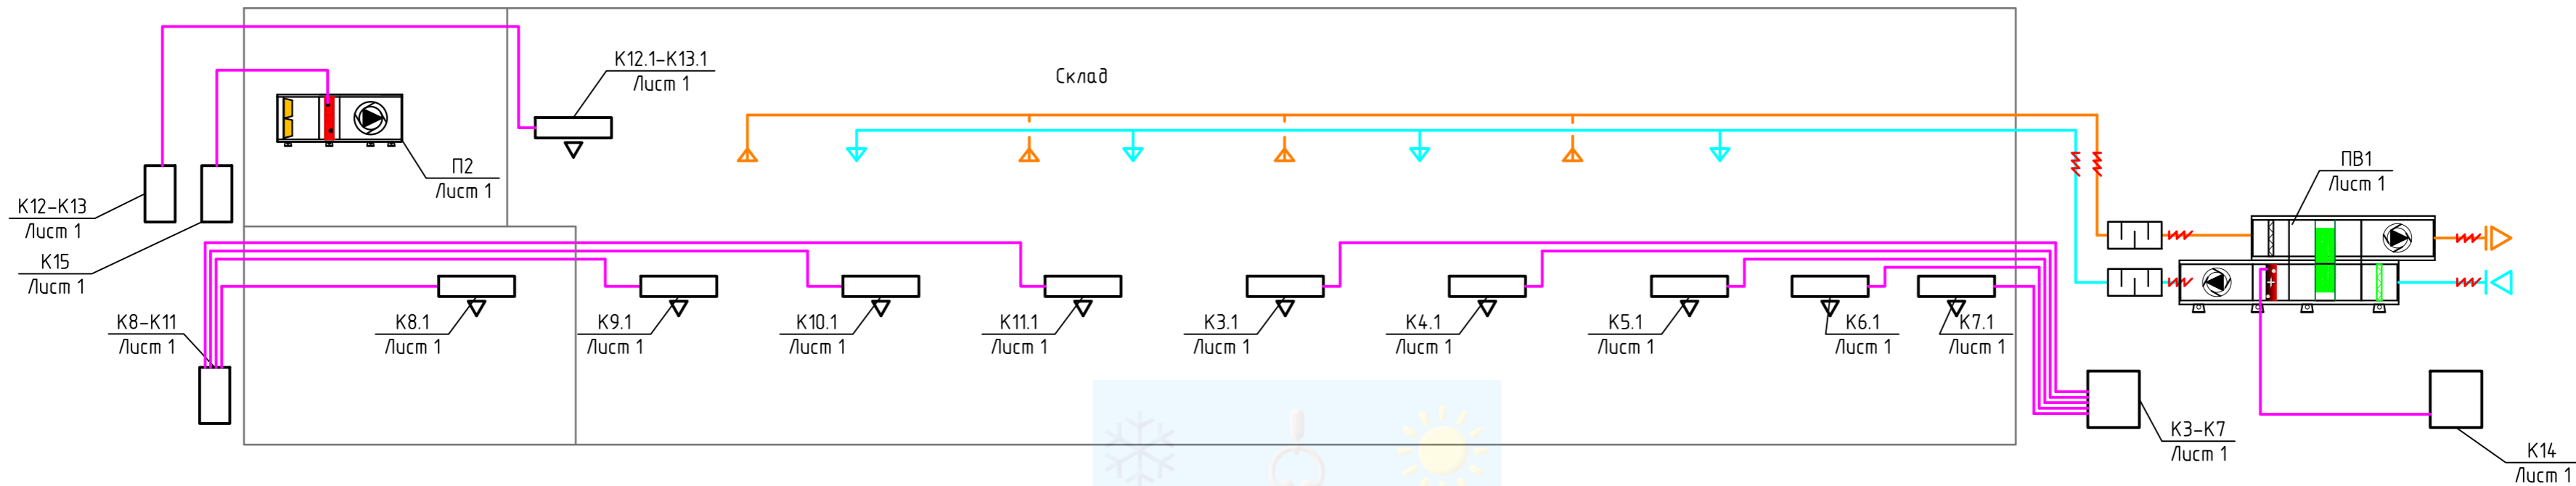 К12.1–К13.1
Лист 1
Склад
П2
Лист 1
ПВ1
Лист 1
К12–К13
Лист 1
К15
Лист 1
К8–К11
Лист 1
К8.1
Лист 1
К9.1
Лист 1
К10.1
Лист 1
К11.1
Лист 1
К3.1
Лист 1
К4.1
Лист 1
К5.1
Лист 1
К6.1
Лист 1
К7.1
Лист 1
К3–К7
Лист 1
К14
Лист 1